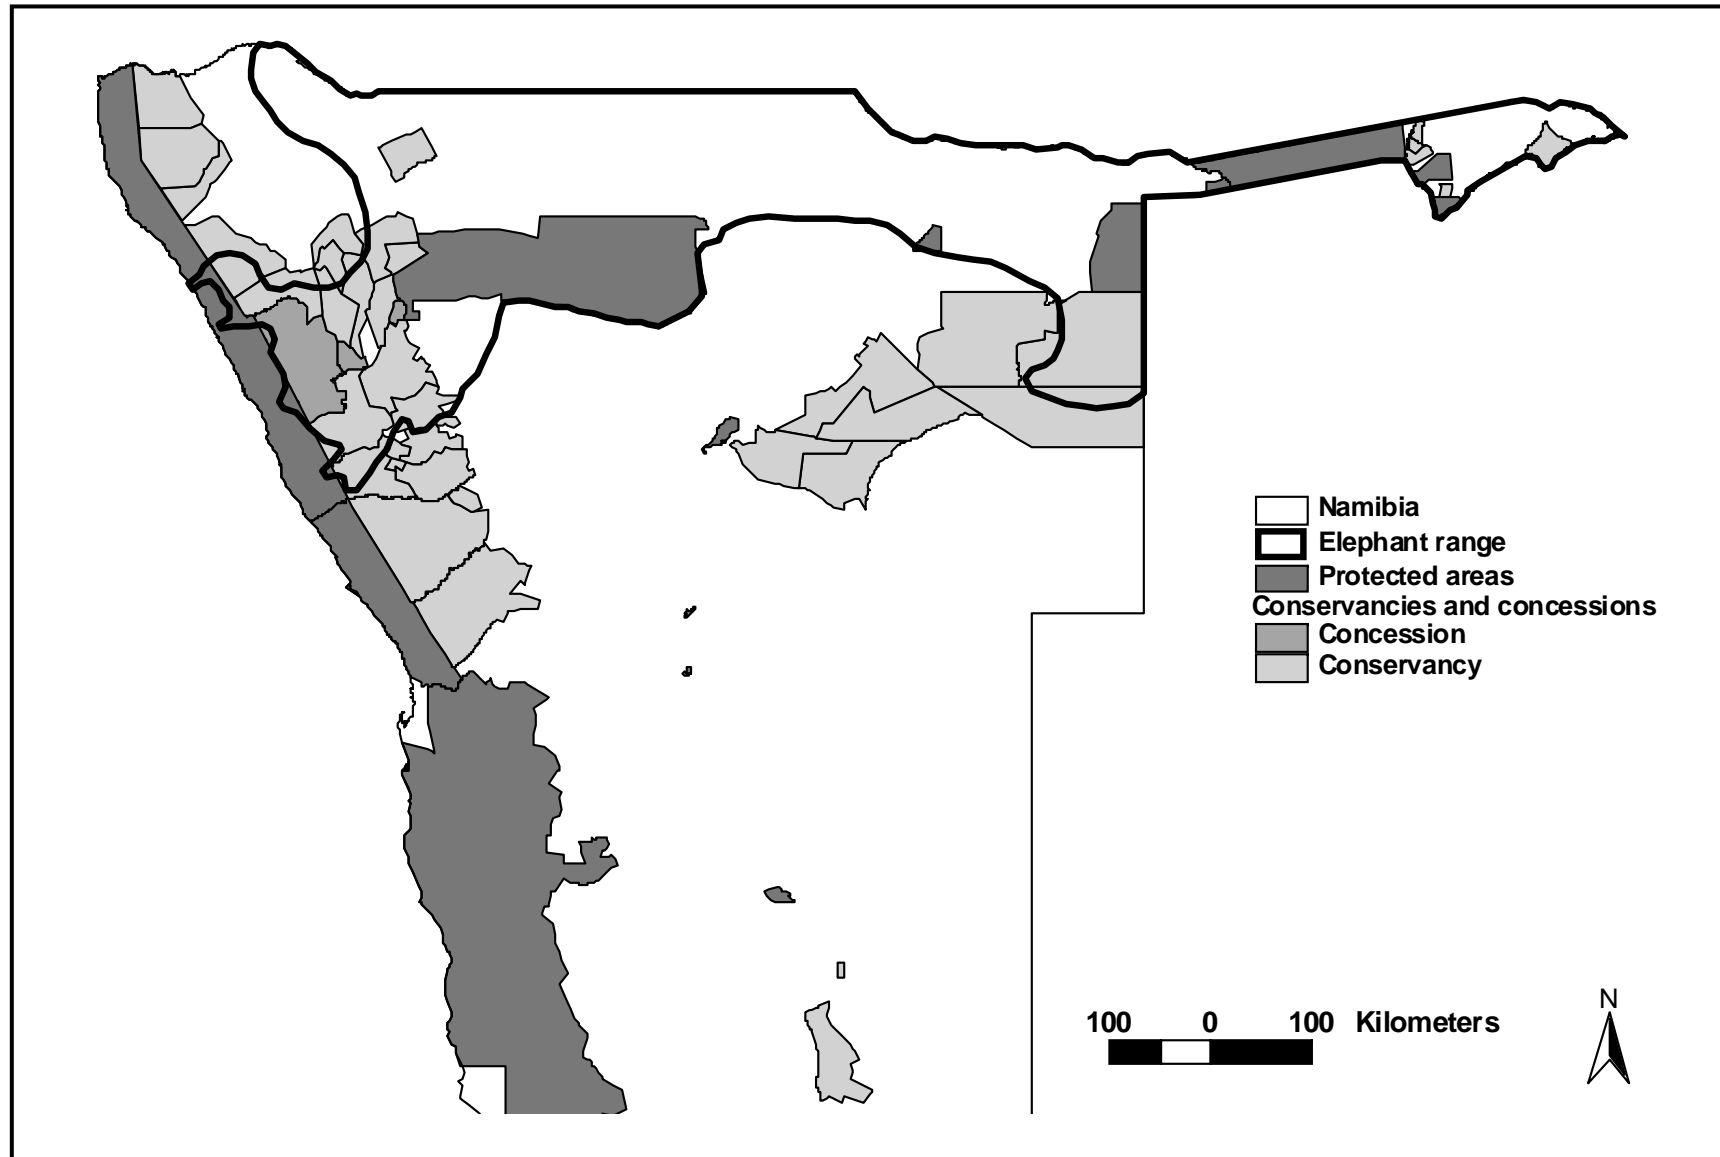 Namibia
Elephant range
Protected areas
Conservancies and concessions
Concession
Conservancy
100 0 100 Kilometers
N